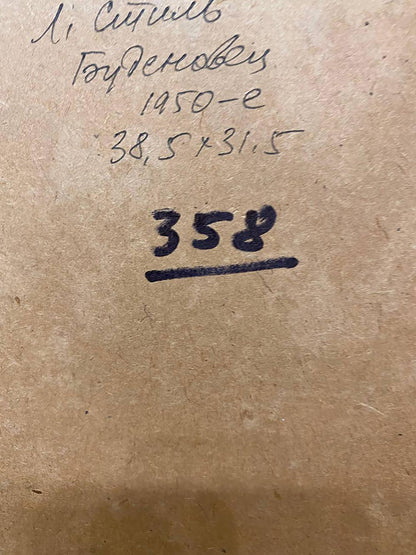 Л. Стиль
Буденовец
1950-е
38,5 x 31.5
358